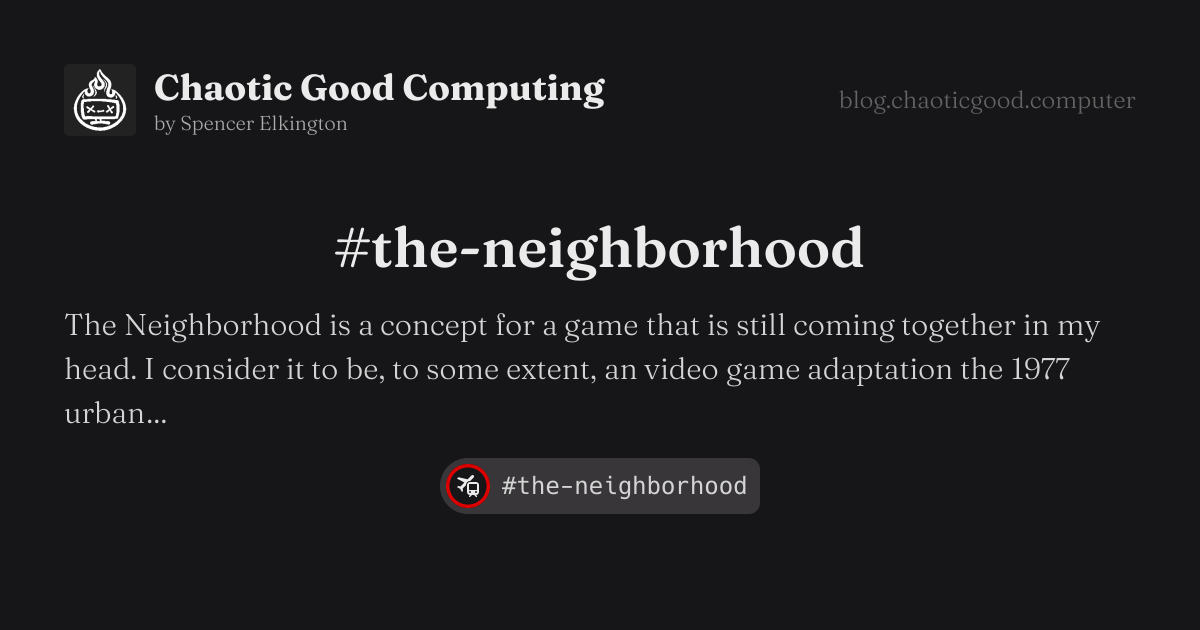 Chaotic Good Computing
by Spencer Elkington
blog.chaoticgood.computer
#the-neighborhood
The Neighborhood is a concept for a game that is still coming together in my
head. I consider it to be, to some extent, an video game adaptation the 1977
urban...
#the-neighborhood